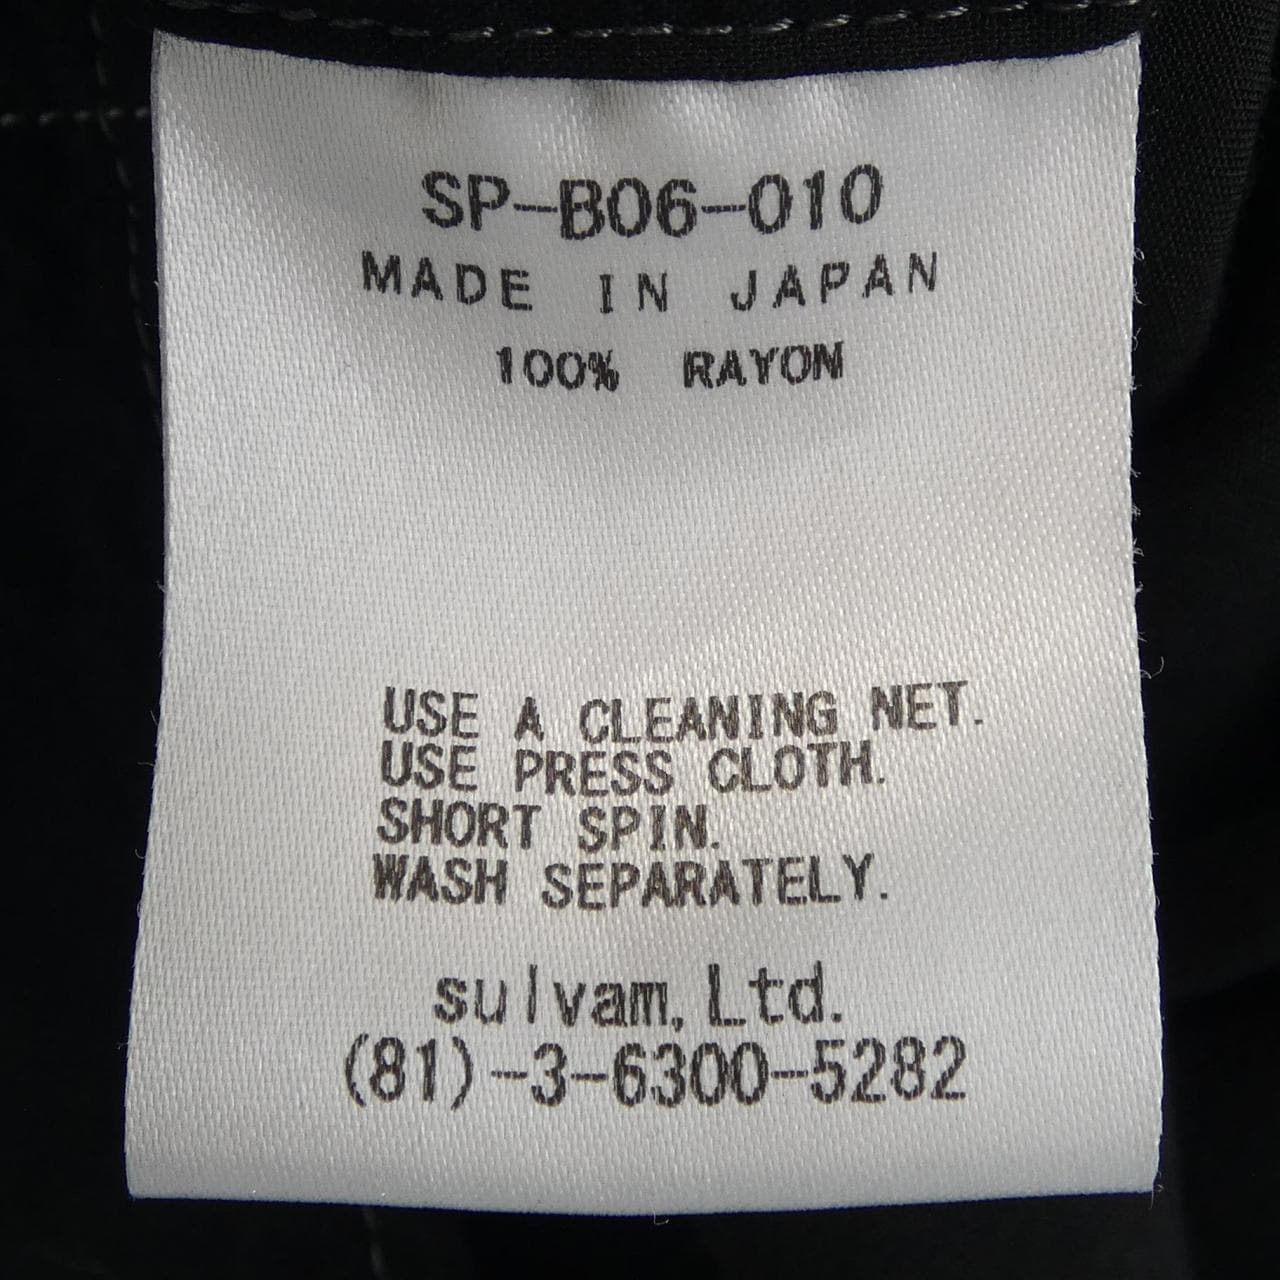 SP-B06-010
MADE IN JAPAN
100% RAYON
USE A CLEANING NET.
USE PRESS CLOTH.
SHORT SPIN.
WASH SEPARATELY.
sulvam, Ltd.
(81)-3-6300-5282